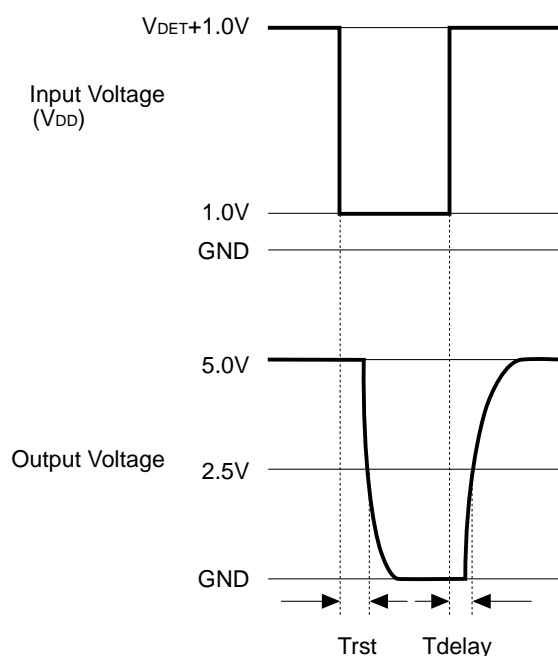 VDET+1.0V
Input Voltage
(VDD)
1.0V
GND
5.0V
Output Voltage
2.5V
GND
Trst
Tdelay